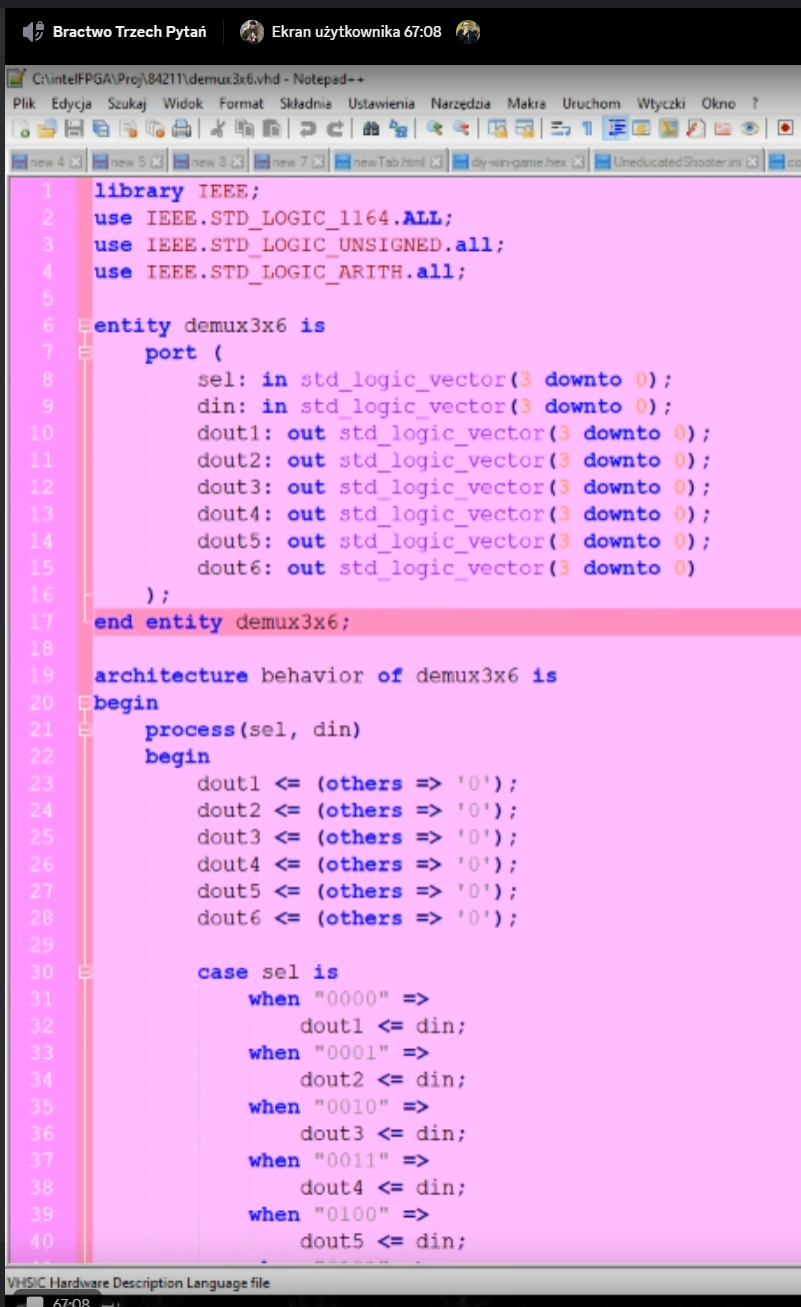 Bractwo Trzech Pytań Ekran użytkownika 67:08
C:\intelFPGA\Proj\84211\demux3x6.vhd - Notepad++
Plik Edycja Szukaj Widok Format Składnia Ustawienia Narzędzia Makra Uruchom Wtyczki Okno ?
new 4 new 5 new 8 new 7 newTab.html diy-win-game.hex UneducatedShooter.ini co
1 library IEEE;
2 use IEEE.STD_LOGIC_1164.ALL;
3 use IEEE.STD_LOGIC_UNSIGNED.all;
4 use IEEE.STD_LOGIC_ARITH.all;
5
6 entity demux3x6 is
7 port (
8 sel: in std_logic_vector(3 downto 0);
9 din: in std_logic_vector(3 downto 0);
10 dout1: out std_logic_vector(3 downto 0);
11 dout2: out std_logic_vector(3 downto 0);
12 dout3: out std_logic_vector(3 downto 0);
13 dout4: out std_logic_vector(3 downto 0);
14 dout5: out std_logic_vector(3 downto 0);
15 dout6: out std_logic_vector(3 downto 0)
16 );
17 end entity demux3x6;
18
19 architecture behavior of demux3x6 is
20 begin
21 process(sel, din)
22 begin
23 dout1 <= (others => '0');
24 dout2 <= (others => '0');
25 dout3 <= (others => '0');
26 dout4 <= (others => '0');
27 dout5 <= (others => '0');
28 dout6 <= (others => '0');
29
30 case sel is
31 when "0000" =>
32 dout1 <= din;
33 when "0001" =>
34 dout2 <= din;
35 when "0010" =>
36 dout3 <= din;
37 when "0011" =>
38 dout4 <= din;
39 when "0100" =>
40 dout5 <= din;
VHSIC Hardware Description Language file
67:08